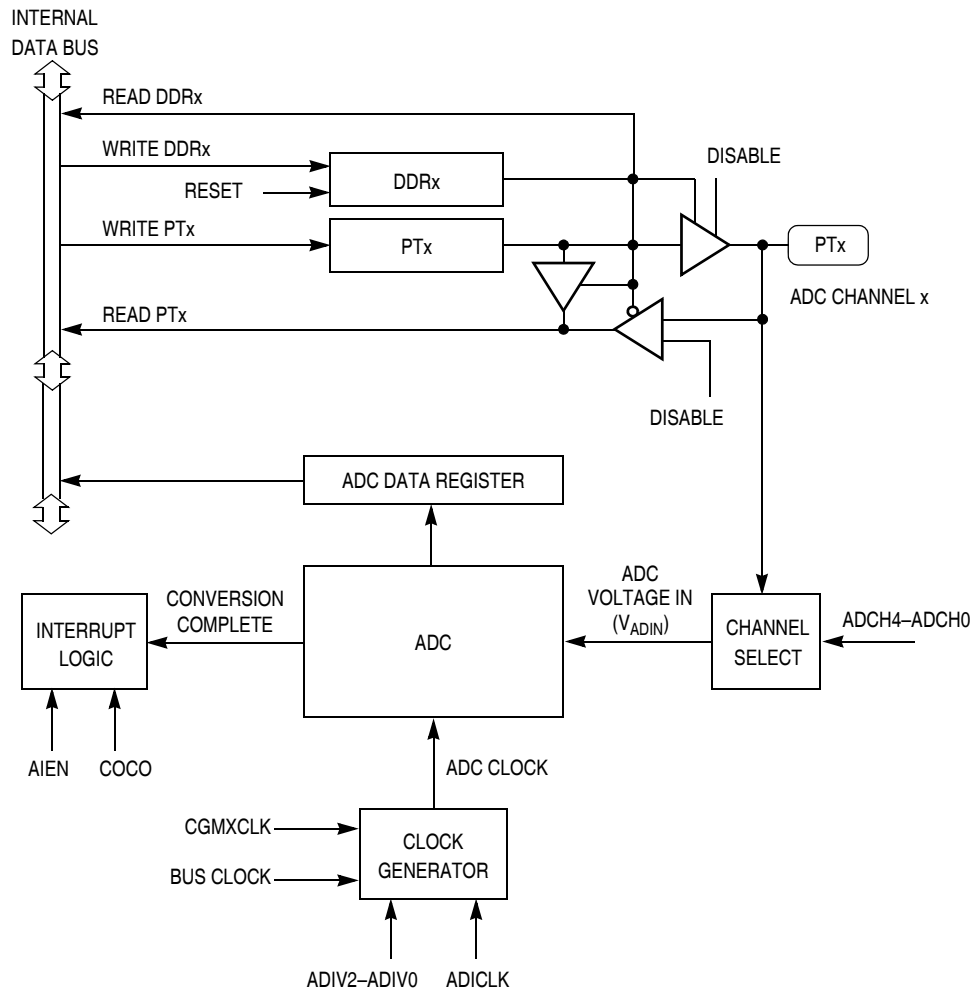 INTERNAL
DATA BUS
READ DDRx
WRITE DDRx
DISABLE
DDRx
RESET
WRITE PTx
PTx
PTx
ADC CHANNEL x
READ PTx
DISABLE
ADC DATA REGISTER
ADC
VOLTAGE IN
(VADIN)
CONVERSION
COMPLETE
INTERRUPT
LOGIC
ADC
CHANNEL
SELECT
ADCH4–ADCH0
AIEN
COCO
ADC CLOCK
CGMXCLK
CLOCK
GENERATOR
BUS CLOCK
ADIV2–ADIV0
ADICLK